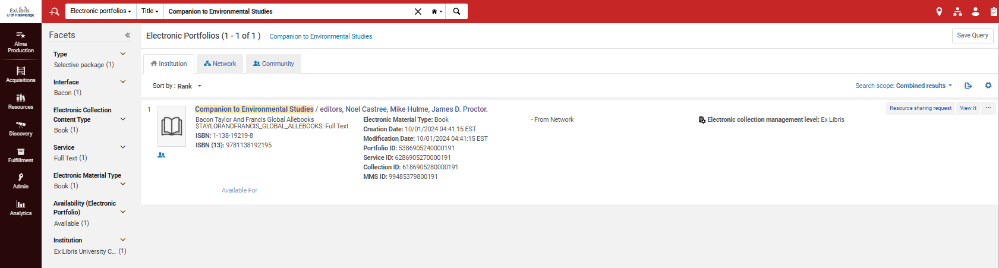 ExLibris
U of Knowledge
Electronic portfolios
Title
Companion to Environmental Studies
Alma
Production
Acquisitions
Resources
Discovery
Fulfillment
Admin
Analytics
Facets
Type
Selective package (1)
Interface
Bacon (1)
Electronic Collection
Content Type
Book (1)
Service
Full Text (1)
Electronic Material Type
Book (1)
Availability (Electronic
Portfolio)
Available (1)
Institution
Ex Libris University C... (1)
Electronic Portfolios (1 - 1 of 1 )
Companion to Environmental Studies
Save Query
Institution
Network
Community
Sort by : Rank
Search scope: Combined results
1
Companion to Environmental Studies / editors, Noel Castree, Mike Hulme, James D. Proctor.
Resource sharing request
View It
Bacon Taylor And Francis Global Allebooks
$TAYLORANDFRANCIS_GLOBAL_ALLEBOOKS: Full Text
ISBN: 1-138-19219-8
ISBN (13): 9781138192195
Electronic Material Type: Book
Creation Date: 10/01/2024 04:41:15 EST
Modification Date: 10/01/2024 04:41:15 EST
Portfolio ID: 5386905240000191
Service ID: 6286905270000191
Collection ID: 6186905280000191
MMS ID: 99485379800191
- From Network
Electronic collection management level: Ex Libris
Available For